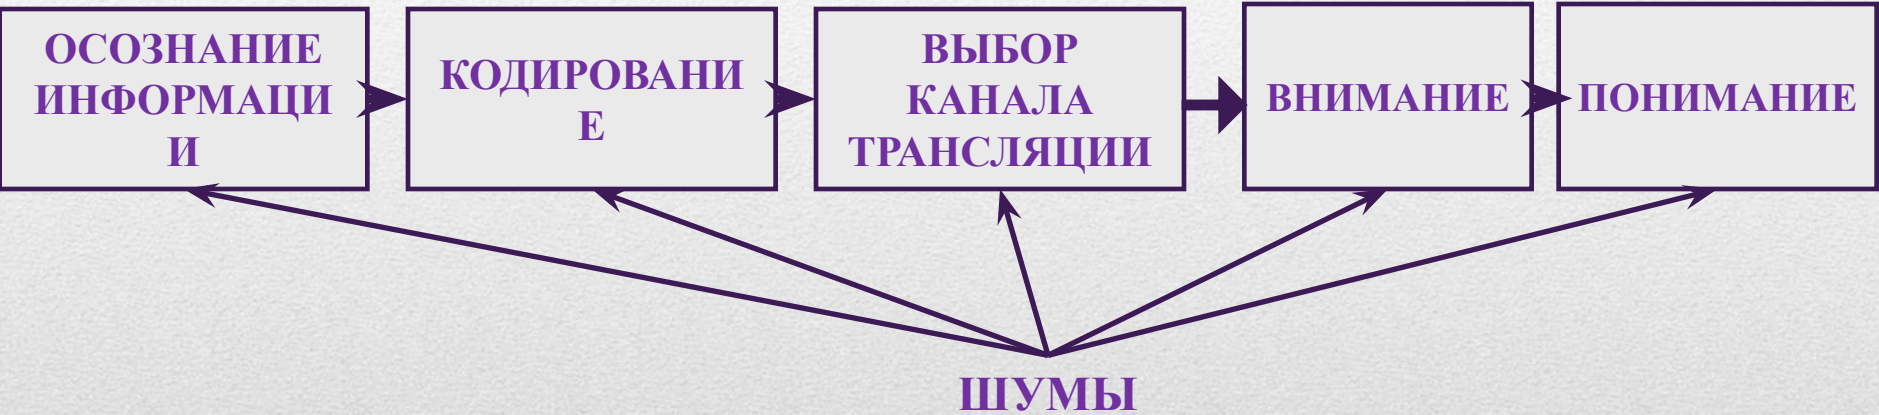 ОСОЗНАНИЕ
ИНФОРМАЦИ
И
КОДИРОВАНИ
Е
ВЫБОР
КАНАЛА
ТРАНСЛЯЦИИ
ВНИМАНИЕ
ПОНИМАНИЕ
ШУМЫ